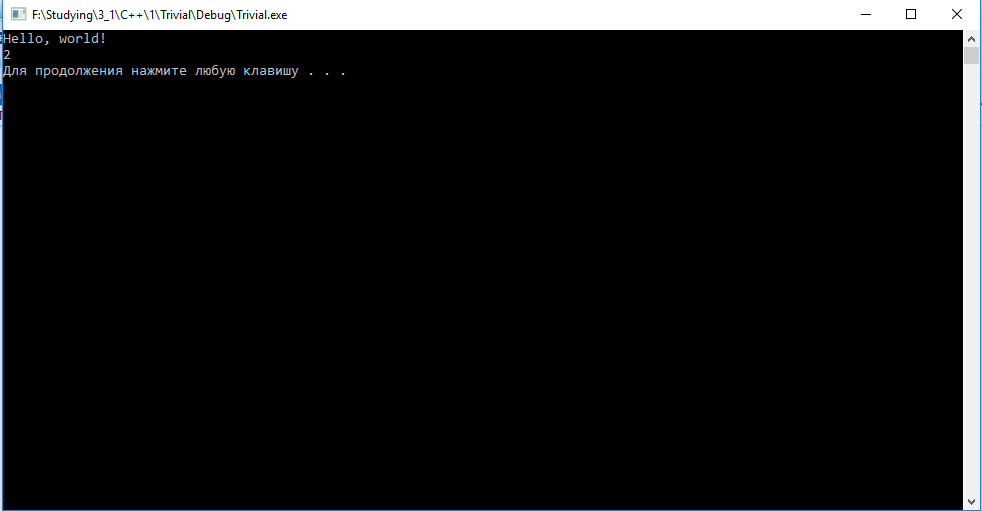 F:\Studying\3_1\C++\1\Trivial\Debug\Trivial.exe
Hello, world!
2
Для продолжения нажмите любую клавишу . . .